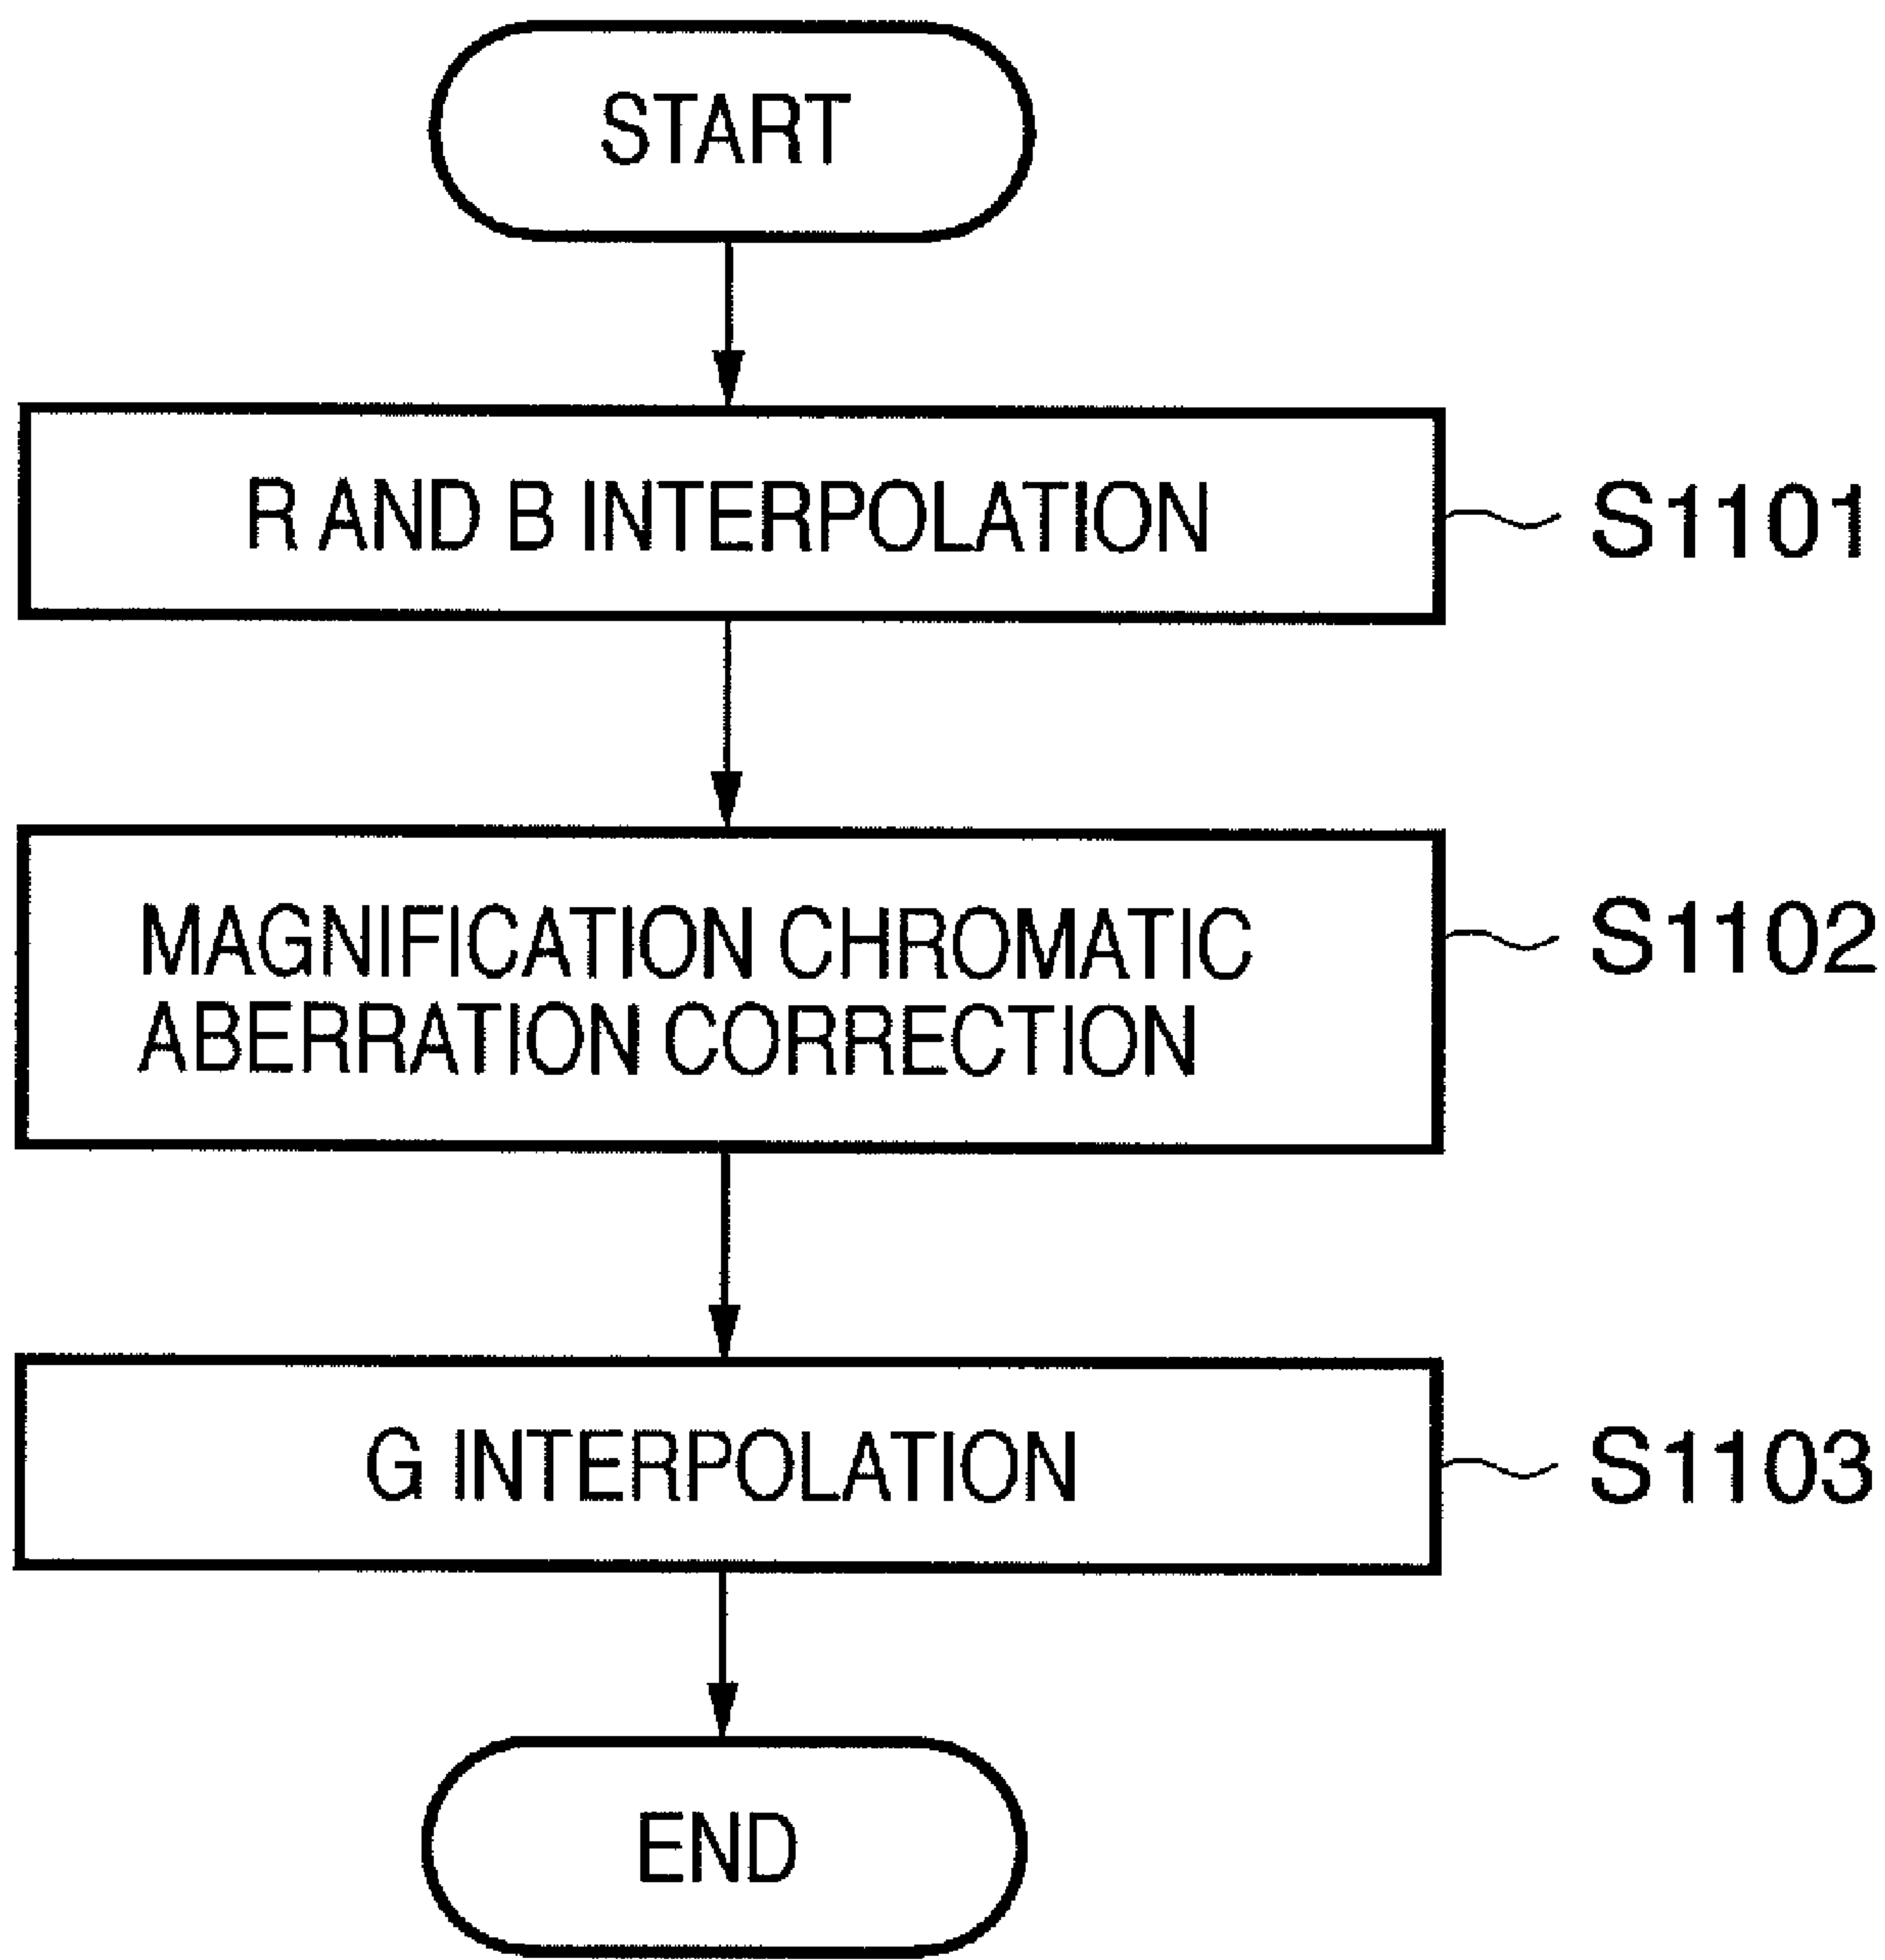 START
R AND B INTERPOLATION
S1101
MAGNIFICATION CHROMATIC
ABERRATION CORRECTION
S1102
G INTERPOLATION
S1103
END